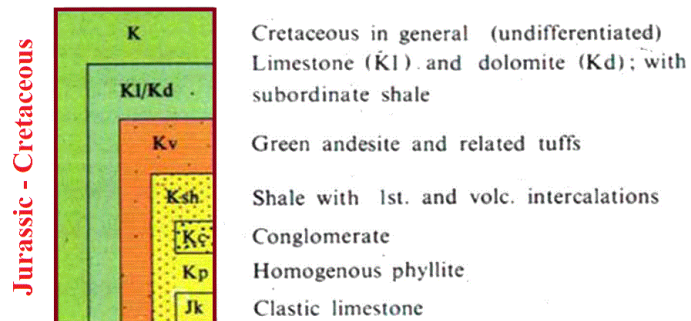 Jurassic - Cretaceous
K
Cretaceous in general (undifferentiated)
Kl/Kd
Limestone (Kl) and dolomite (Kd); with
subordinate shale
Kv
Green andesite and related tuffs
Ksh
Shale with lst. and volc. intercalations
Kc
Conglomerate
Kp
Homogenous phyllite
Jk
Clastic limestone